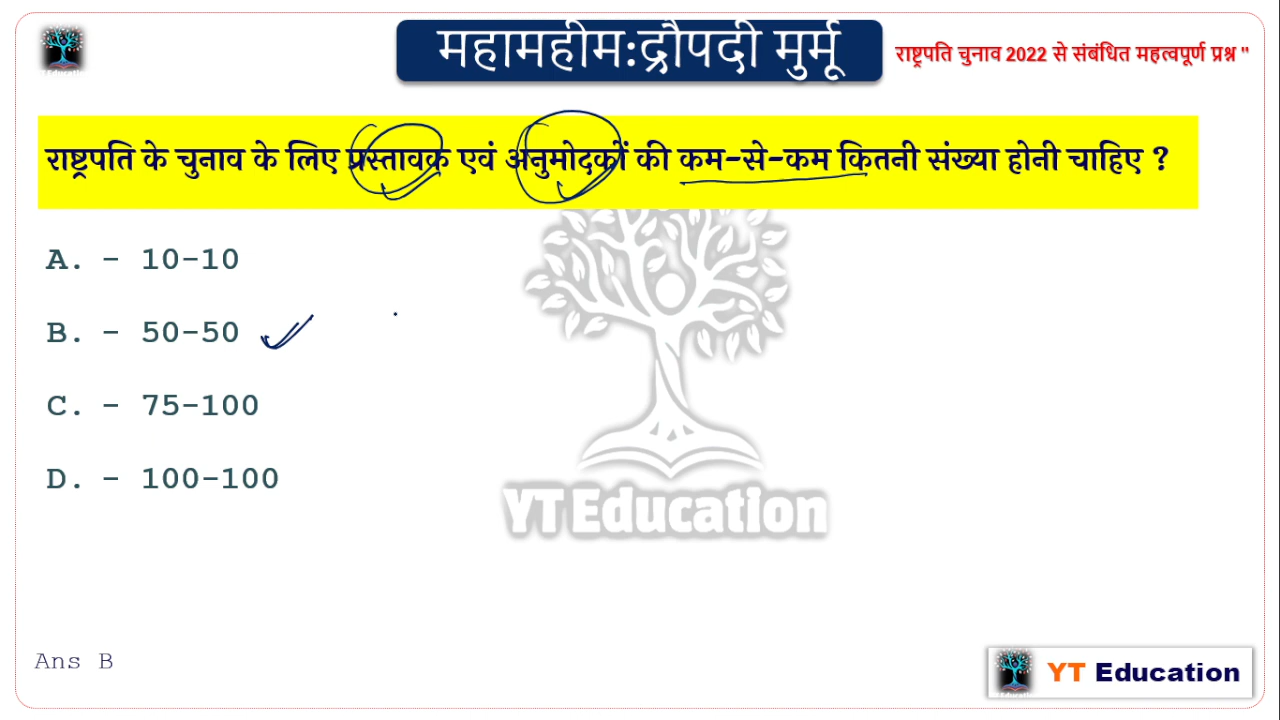 महामहीम:द्रौपदी मुर्मू
राष्ट्रपति चुनाव 2022 से संबंधित महत्वपूर्ण प्रश्न "
राष्ट्रपति के चुनाव के लिए प्रस्तावक एवं अनुमोदकों की कम-से-कम कितनी संख्या होनी चाहिए ?
A. - 10-10
B. - 50-50
C. - 75-100
D. - 100-100
YT Education
Ans B
YT Education